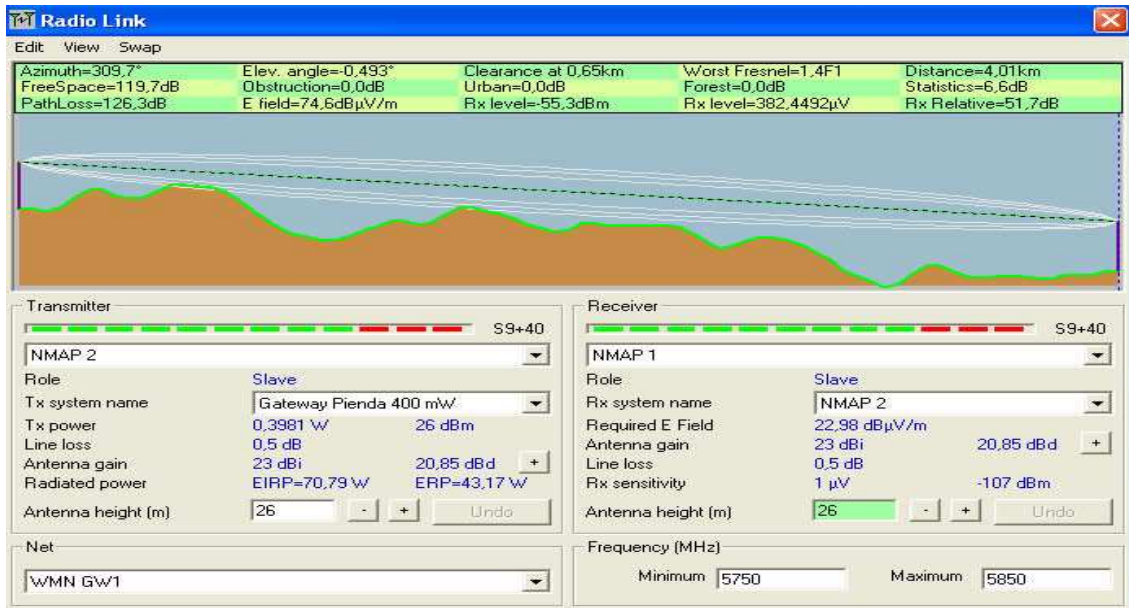 Radio Link
Edit View Swap
Azimuth=309,7° Elev. angle=-0,493° Clearance at 0,65km Worst Fresnel=1,4F1 Distance=4,01km
FreeSpace=119,7dB Obstruction=0,0dB Urban=0,0dB Forest=0,0dB Statistics=6,6dB
PathLoss=126,3dB E field=74,6dBµV/m Rx level=-55,3dBm Rx level=382,4492µV Rx Relative=51,7dB
Transmitter
S9+40
NMAP 2
Role Slave
Tx system name Gateway Pienda 400 mW
Tx power 0,3981 W 26 dBm
Line loss 0,5 dB
Antenna gain 23 dBi 20,85 dBd +
Radiated power EIRP=70,79 W ERP=43,17 W
Antenna height (m) 26 - + Undo
Net
WMN GW1
Receiver
S9+40
NMAP 1
Role Slave
Rx system name NMAP 2
Required E Field 22,98 dBµV/m
Antenna gain 23 dBi 20,85 dBd +
Line loss 0,5 dB
Rx sensitivity 1 µV -107 dBm
Antenna height (m) 26 - + Undo
Frequency (MHz)
Minimum 5750 Maximum 5850